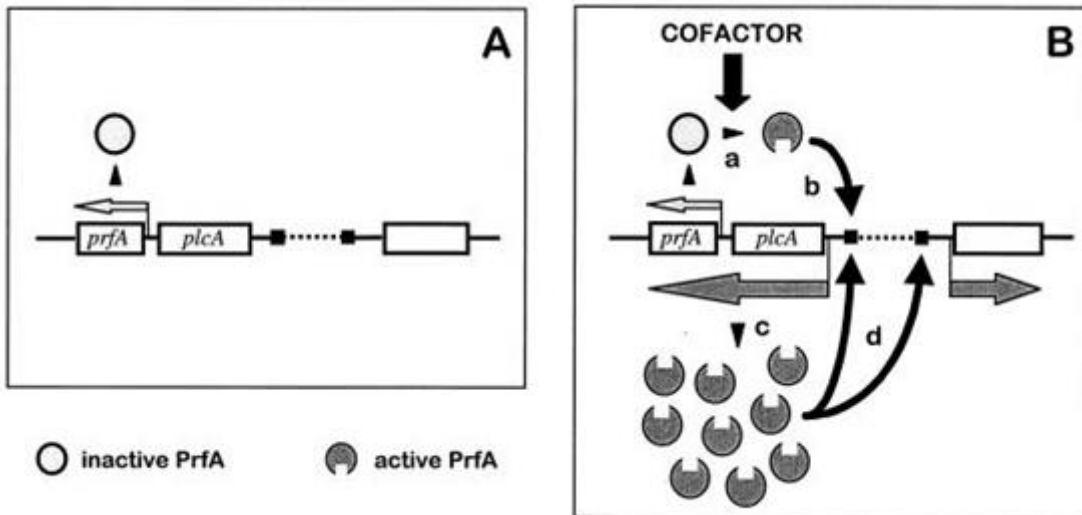 A
prfA
plcA
inactive PrfA
active PrfA
B
COFACTOR
a
b
prfA
plcA
c
d